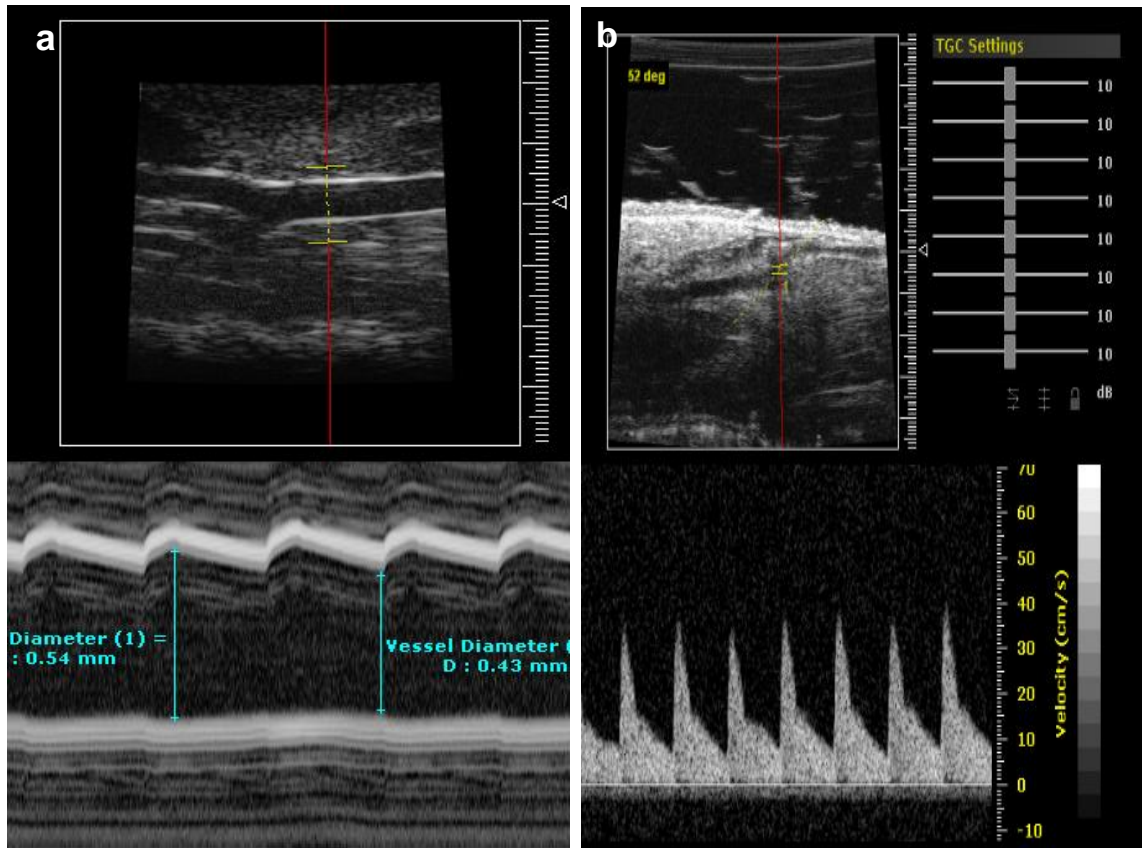 a
Diameter (1) =
: 0.54 mm
Vessel Diameter (
D : 0.43 mm
b
52 deg
TGC Settings
10
10
10
10
10
10
10
10
dB
70
60
50
40
30
20
10
0
-10
Velocity (cm/s)